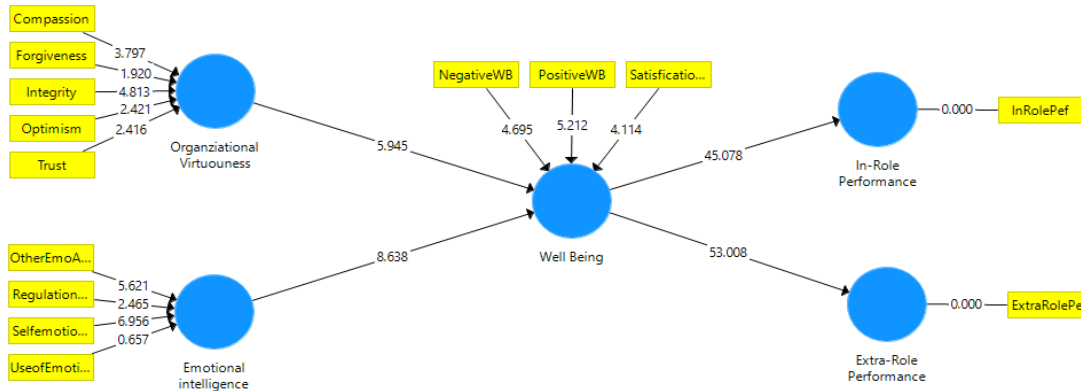 Compassion
Forgiveness
Integrity
Optimism
Trust
3.797
1.920
4.813
2.421
2.416
Organziational
Virtuouness
5.945
NegativeWB
PositiveWB
Satisficatio...
4.695
5.212
4.114
Well Being
45.078
In-Role
Performance
0.000
InRolePef
OtherEmoA...
Regulation...
Selfemotio...
UseofEmoti...
5.621
2.465
6.956
0.657
Emotional
intelligence
8.638
53.008
Extra-Role
Performance
0.000
ExtraRolePe